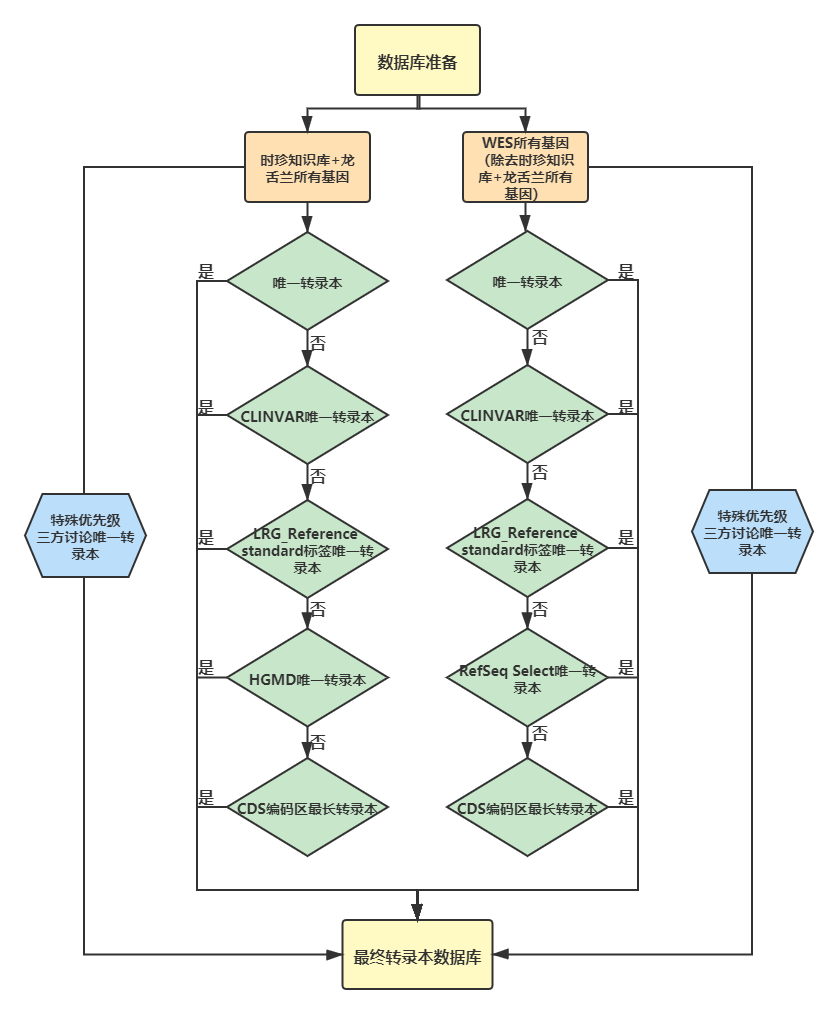 数据库准备
时珍知识库+龙
舌兰所有基因
WES所有基因
（除去时珍知识
库+龙舌兰所有
基因）
是
唯一转录本
唯一转录本
是
否
否
是
CLINVAR唯一转录本
CLINVAR唯一转录本
是
否
否
特殊优先级
三方讨论唯一转
录本
是
LRG_Reference
standard标签唯一转
录本
LRG_Reference
standard标签唯一转
录本
是
特殊优先级
三方讨论唯一转
录本
否
否
是
HGMD唯一转录本
RefSeq Select唯一转
录本
是
否
否
是
CDS编码区最长转录本
CDS编码区最长转录本
是
最终转录本数据库